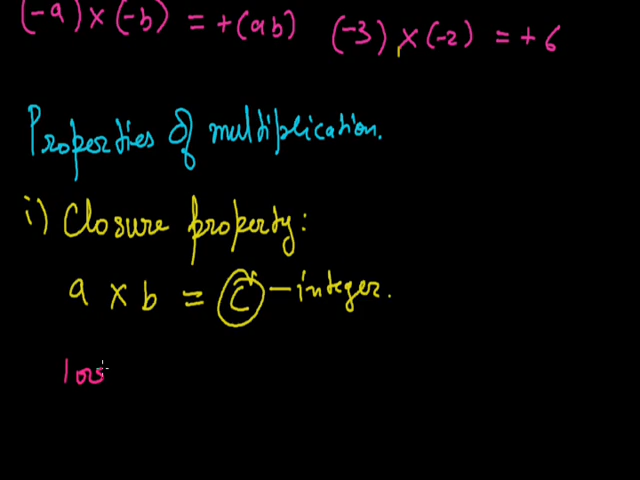 (-a) × (-b) = +(ab) (-3) × (-2) = +6
Properties of multiplication.
i) Closure property:
a × b = c - integer.